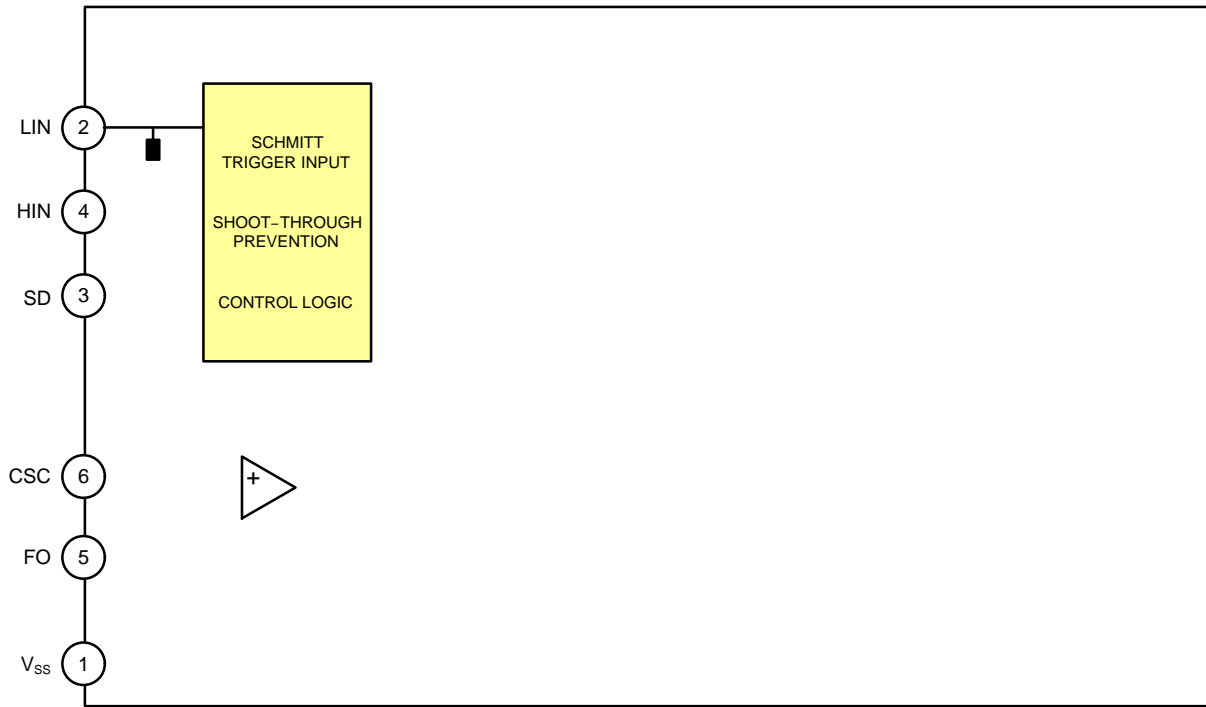 LIN 2
SCHMITT
TRIGGER INPUT
HIN 4
SHOOT−THROUGH
PREVENTION
SD 3
CONTROL LOGIC
CSC 6
+
FO 5
VSS 1